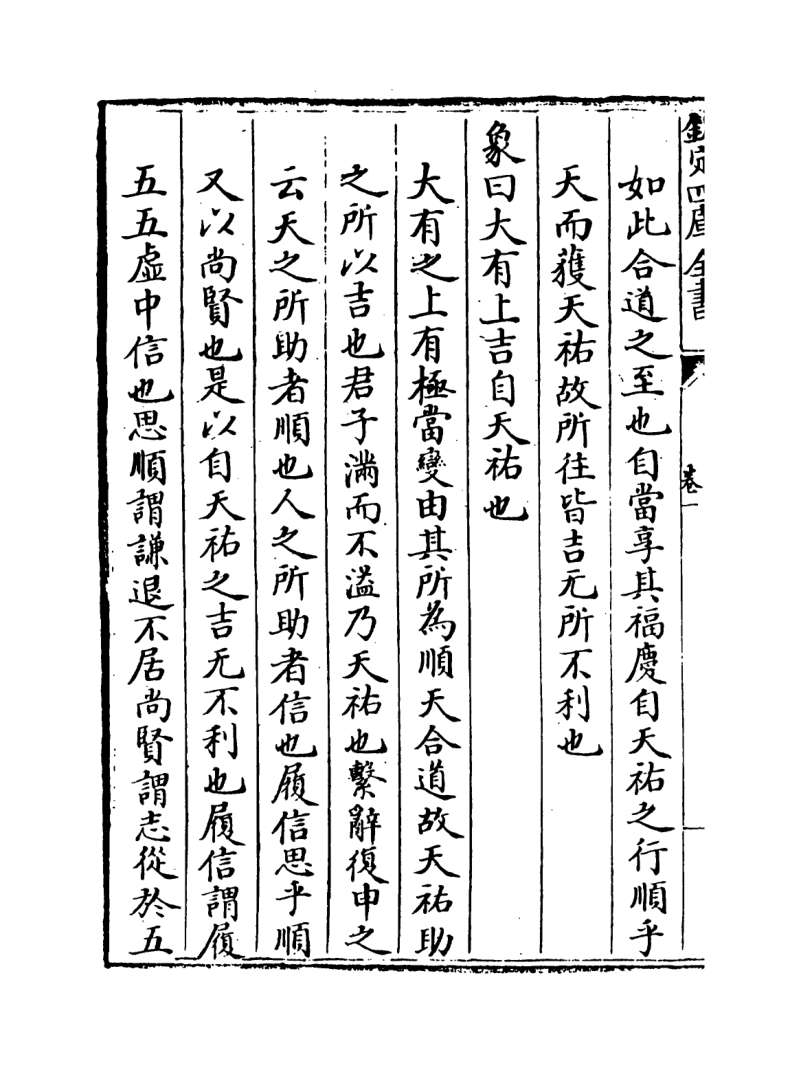 欽定四庫全書
卷一
如此合道之至也自當享其福慶自天祐之行順乎
天而獲天祐故所往皆吉无所不利也
象曰大有上吉自天祐也
大有之上有極當變由其所為順天合道故天祐助
之所以吉也君子滿而不溢乃天祐也繫辭復申之
云天之所助者順也人之所助者信也履信思乎順
又以尚賢也是以自天祐之吉无不利也履信謂履
五五虛中信也思順謂謙退不居尚賢謂志從於五